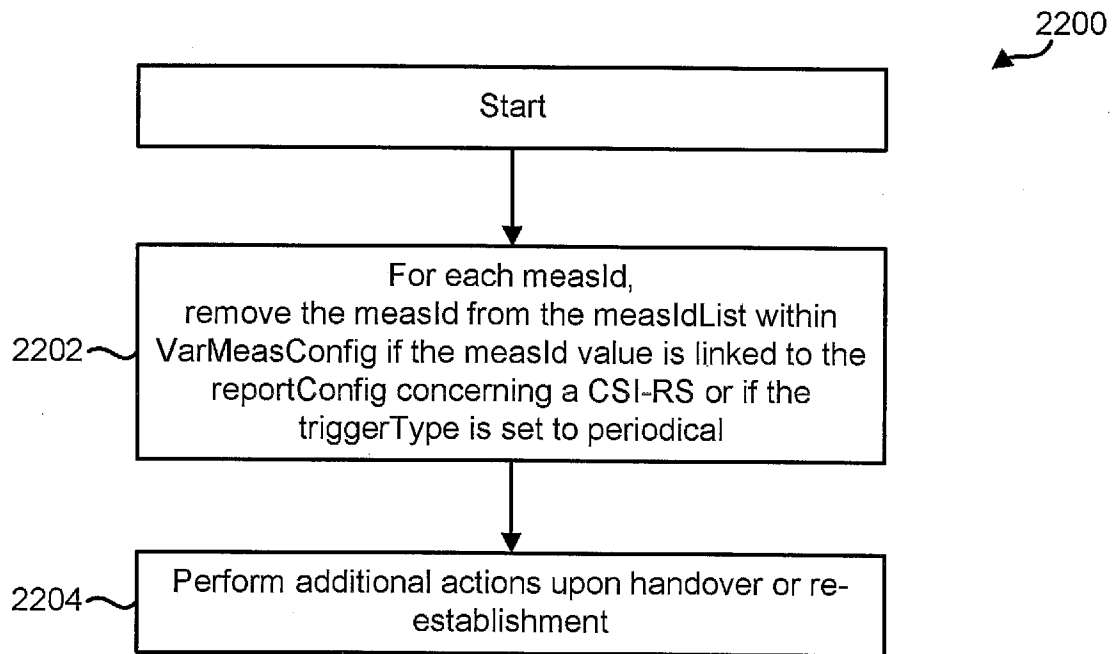 2200
Start
For each measId,
remove the measId from the measIdList within
2202
VarMeasConfig if the measId value is linked to the
reportConfig concerning a CSI-RS or if the
triggerType is set to periodical
2204
Perform additional actions upon handover or re-
establishment